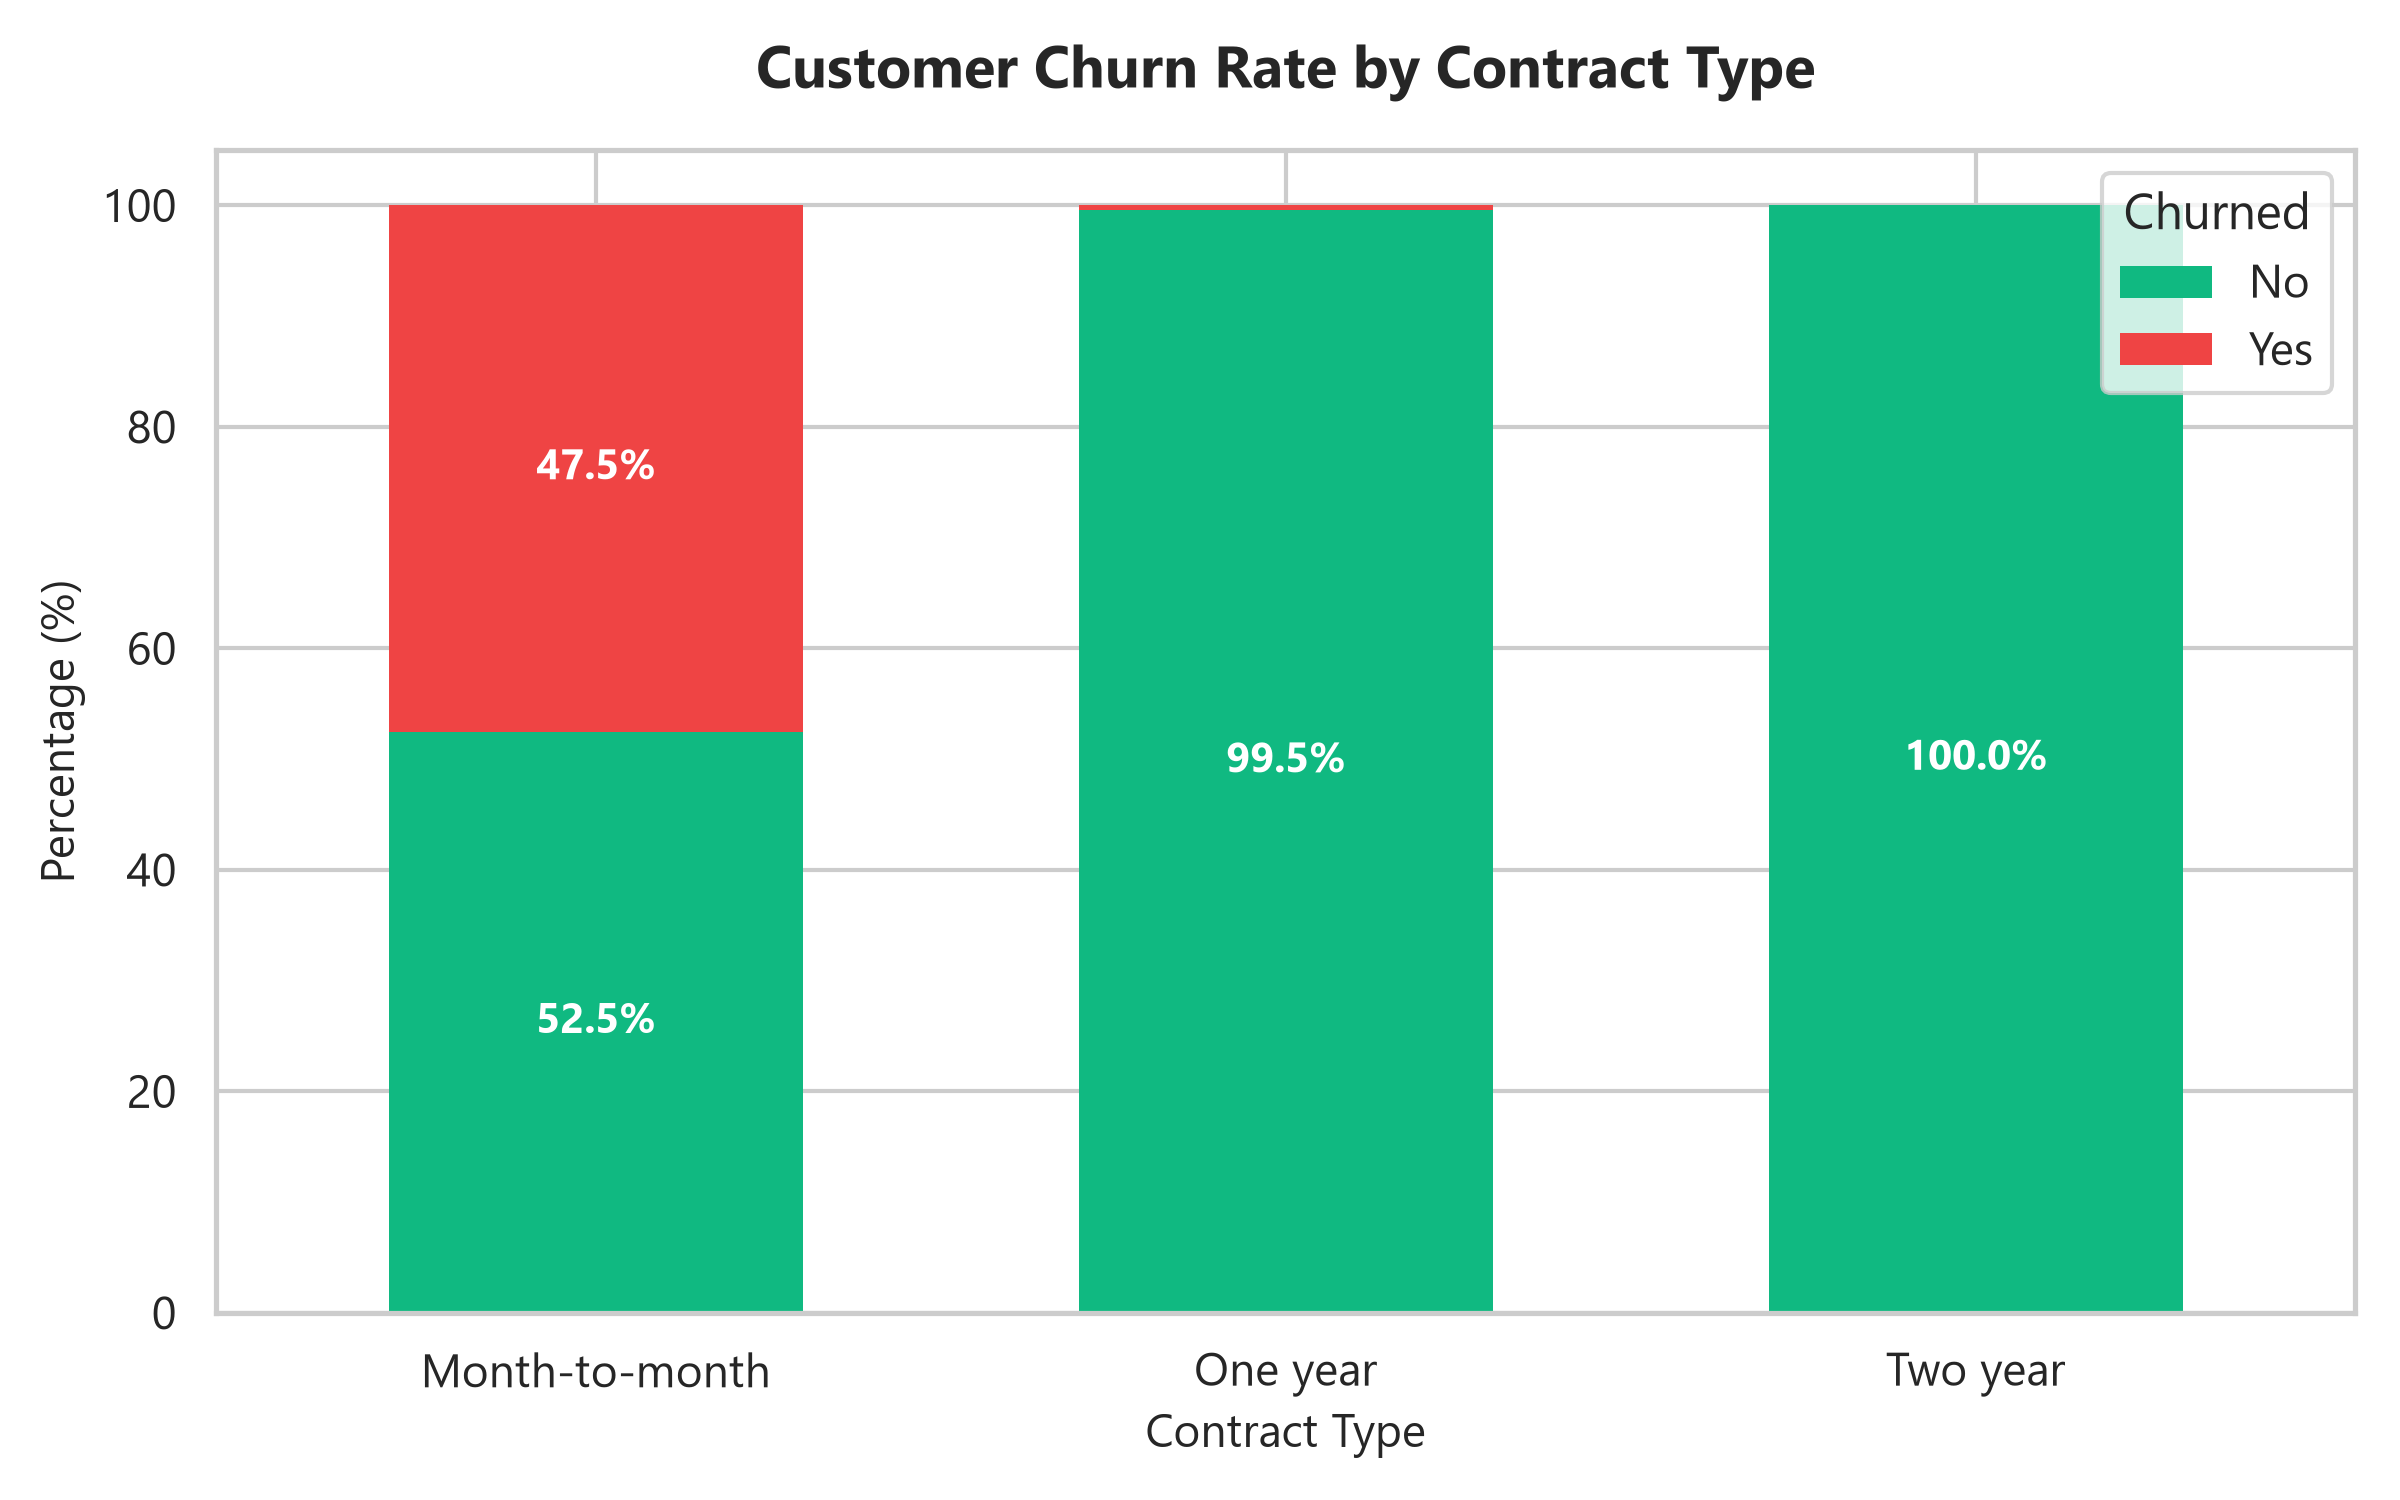 Customer Churn Rate by Contract Type
Percentage (%)
100
80
60
40
20
0
47.5%
52.5%
99.5%
100.0%
Churned
No
Yes
Month-to-month
One year
Two year
Contract Type